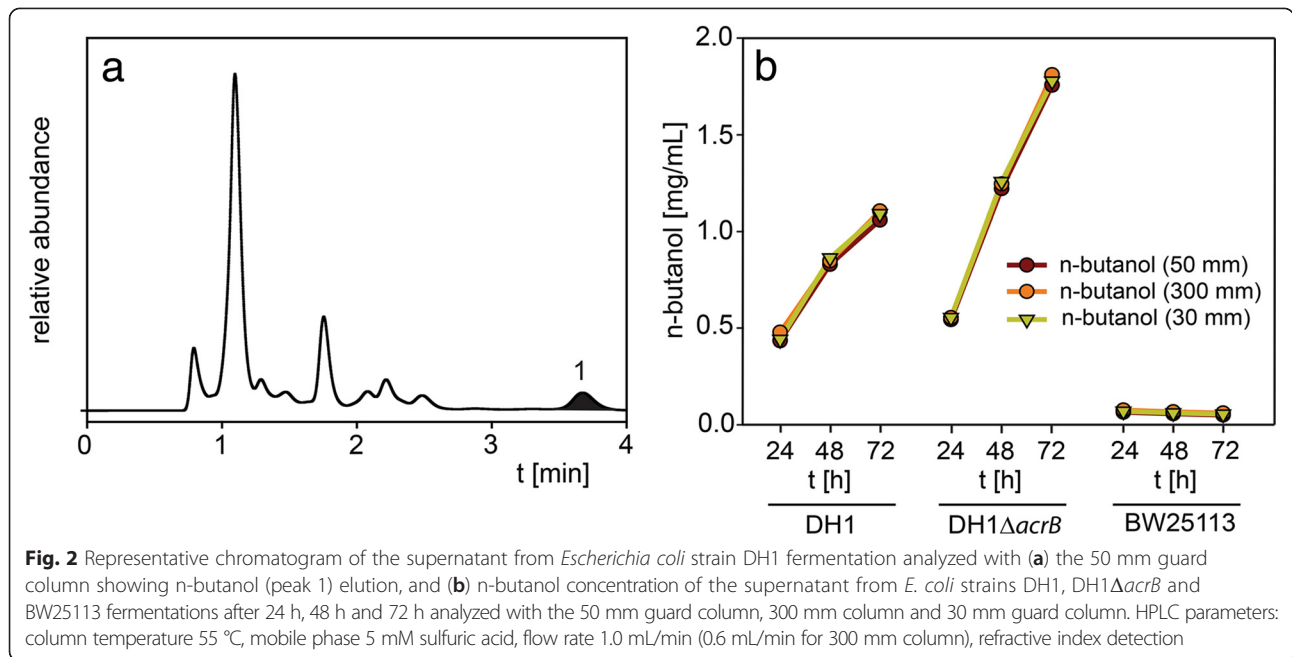 a
relative abundance
1
0 1 2 3 4
t [min]
b
n-butanol [mg/mL]
2.0
1.5
1.0
0.5
0.0
n-butanol (50 mm)
n-butanol (300 mm)
n-butanol (30 mm)
24 48 72 24 48 72 24 48 72
t [h] t [h] t [h]
DH1 DH1ΔacrB BW25113
Fig. 2 Representative chromatogram of the supernatant from Escherichia coli strain DH1 fermentation analyzed with (a) the 50 mm guard
column showing n-butanol (peak 1) elution, and (b) n-butanol concentration of the supernatant from E. coli strains DH1, DH1ΔacrB and
BW25113 fermentations after 24 h, 48 h and 72 h analyzed with the 50 mm guard column, 300 mm column and 30 mm guard column. HPLC parameters:
column temperature 55 °C, mobile phase 5 mM sulfuric acid, flow rate 1.0 mL/min (0.6 mL/min for 300 mm column), refractive index detection